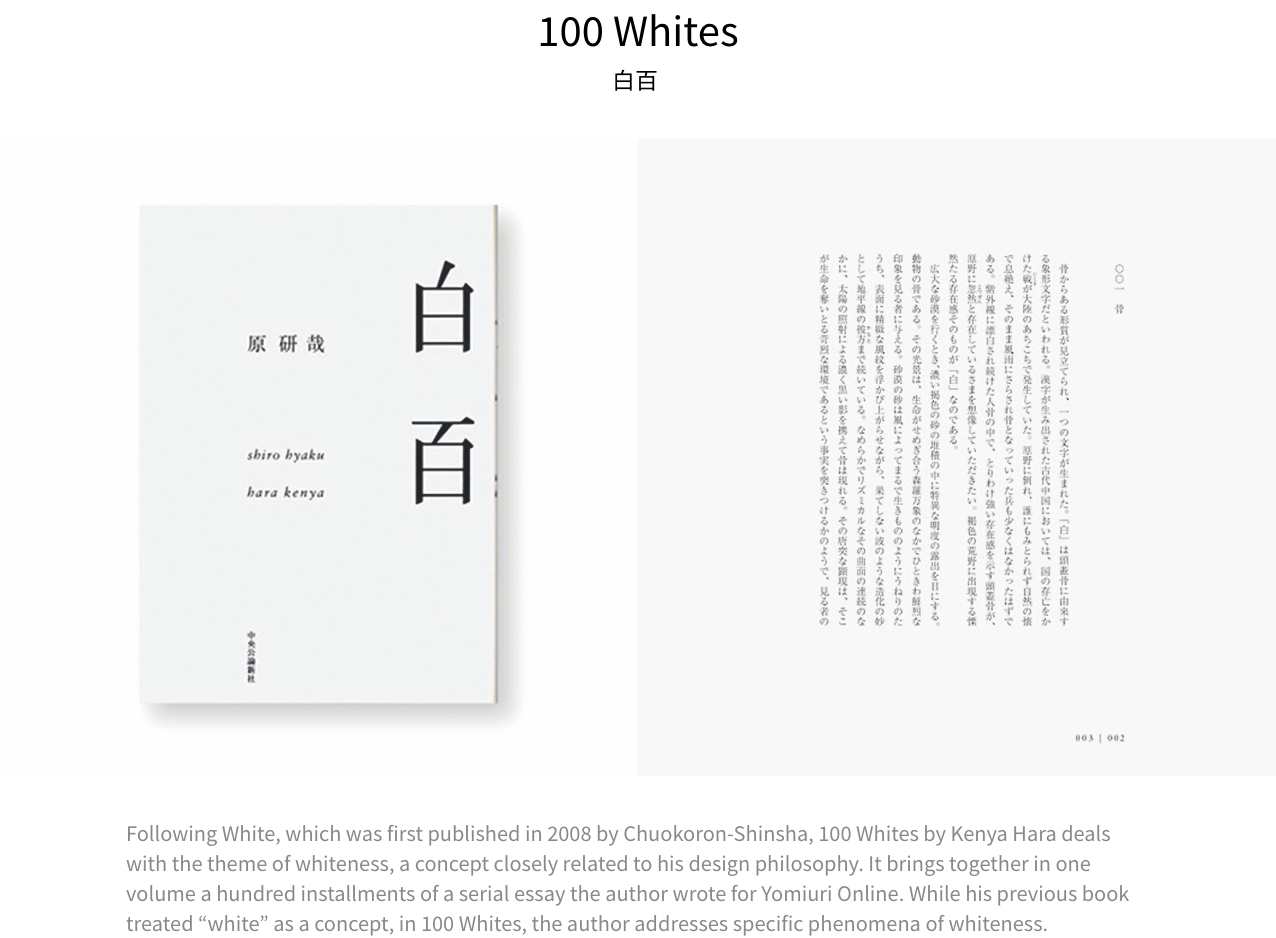 100 Whites
白百
白百
原 研哉
shiro hyaku
hara kenya
中央公論新社
〇〇一 骨
骨からある形質が見立てられ、一つの文字が生まれた。「白」は頭蓋骨に由来す
る象形文字だといわれる。漢字が生み出された古代中国においては、国の存亡をか
けた戦が大陸のあちこちで発生していた。原野に倒れ、誰にもみとられず自然の懐
で息絶え、そのまま風雨にさらされ骨となっていった兵も少なくはなかったはずで
ある。紫外線に漂白され続けた人骨の中で、とりわけ強い存在感を示す頭蓋骨が、
原野に忽然と存在しているさまを想像していただきたい。褐色の荒野に出現する慄
然たる存在感そのものが「白」なのである。
広大な砂漠を行くとき、濃い褐色の砂の堆積の中に特異な明度の露出を目にする。
動物の骨である。その光景は、生命がせめぎ合う森羅万象のなかでひときわ鮮烈な
印象を見る者に与える。砂漠の砂は風によってまるで生きもののようにうねりのた
うち、表面に精緻な風紋を浮かび上がらせながら、果てしない波のような造化の妙
として地平線の彼方まで続いている。なめらかでリズミカルなその曲面の連続のな
かに、太陽の照射による濃く黒い影を携えて骨は現れる。その唐突な顕現は、そこ
が生命を奪いとる苛烈な環境であるという事実を突きつけるかのようで、見る者の
003 | 002
Following White, which was first published in 2008 by Chuokoron-Shinsha, 100 Whites by Kenya Hara deals
with the theme of whiteness, a concept closely related to his design philosophy. It brings together in one
volume a hundred installments of a serial essay the author wrote for Yomiuri Online. While his previous book
treated “white” as a concept, in 100 Whites, the author addresses specific phenomena of whiteness.